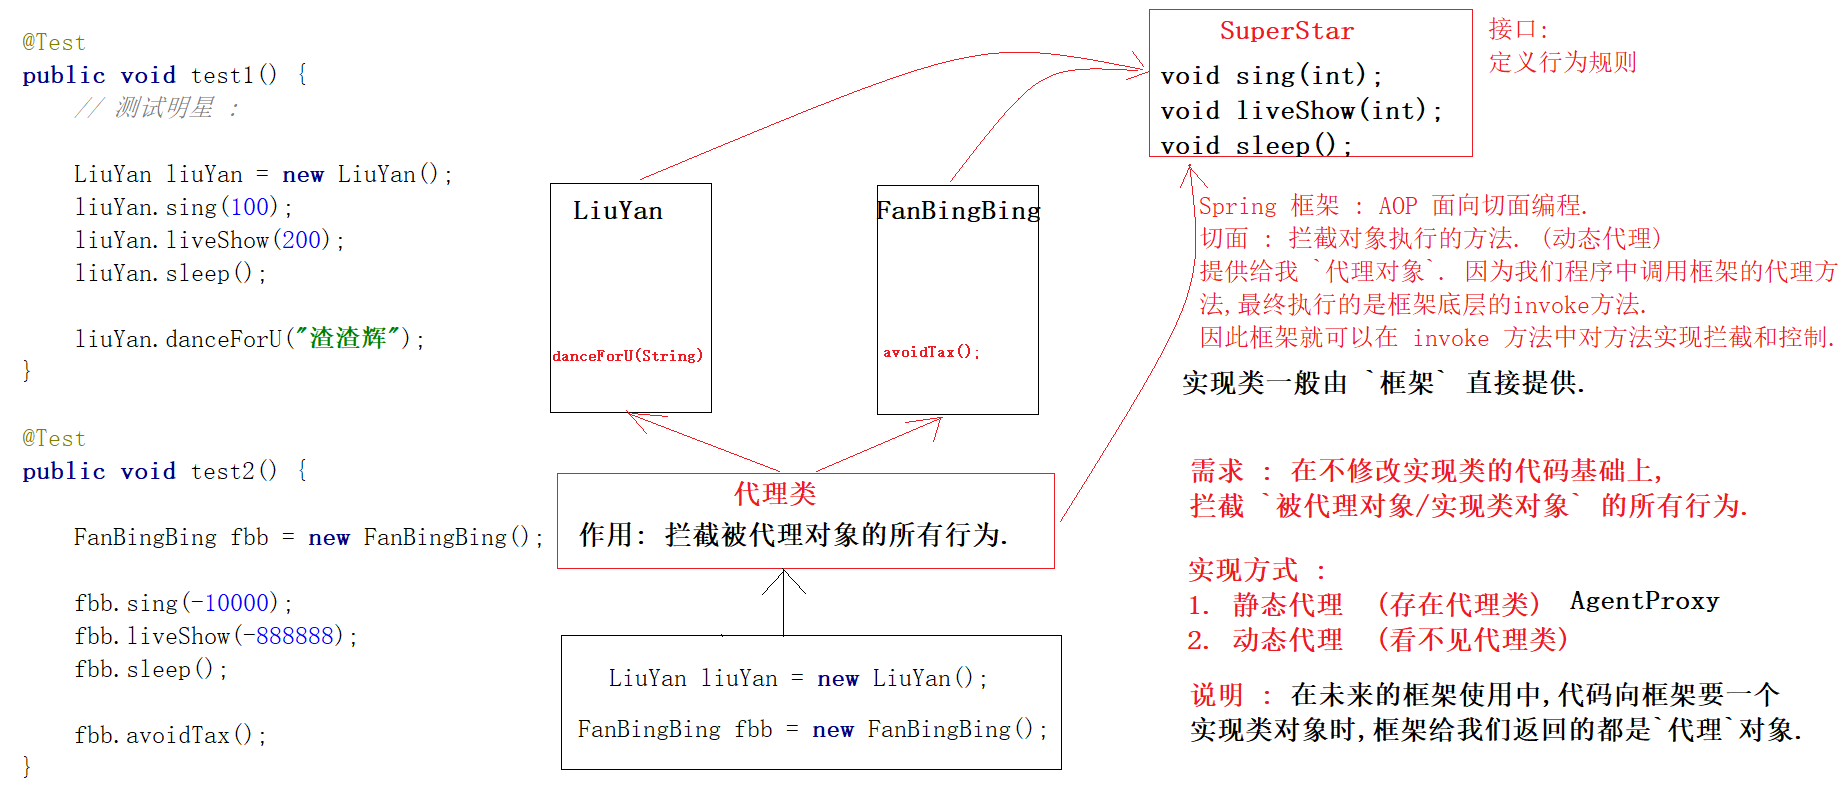 @Test
public void test1() {
// 测试明星 :
LiuYan liuYan = new LiuYan();
liuYan.sing(100);
liuYan.liveShow(200);
liuYan.sleep();
liuYan.danceForU("渣渣辉");
}
@Test
public void test2() {
FanBingBing fbb = new FanBingBing();
fbb.sing(-10000);
fbb.liveShow(-888888);
fbb.sleep();
fbb.avoidTax();
}
LiuYan
danceForU(String)
FanBingBing
avoidTax();
代理类
作用: 拦截被代理对象的所有行为.
LiuYan liuYan = new LiuYan();
FanBingBing fbb = new FanBingBing();
SuperStar
void sing(int);
void liveShow(int);
void sleep();
接口:
定义行为规则
Spring 框架 : AOP 面向切面编程.
切面 : 拦截对象执行的方法. (动态代理)
提供给我 `代理对象`. 因为我们程序中调用框架的代理方
法,最终执行的是框架底层的invoke方法.
因此框架就可以在 invoke 方法中对方法实现拦截和控制.
实现类一般由 `框架` 直接提供.
需求 : 在不修改实现类的代码基础上,
拦截 `被代理对象/实现类对象` 的所有行为.
实现方式 :
1. 静态代理 (存在代理类) AgentProxy
2. 动态代理 (看不见代理类)
说明 : 在未来的框架使用中,代码向框架要一个
实现类对象时,框架给我们返回的都是`代理`对象.